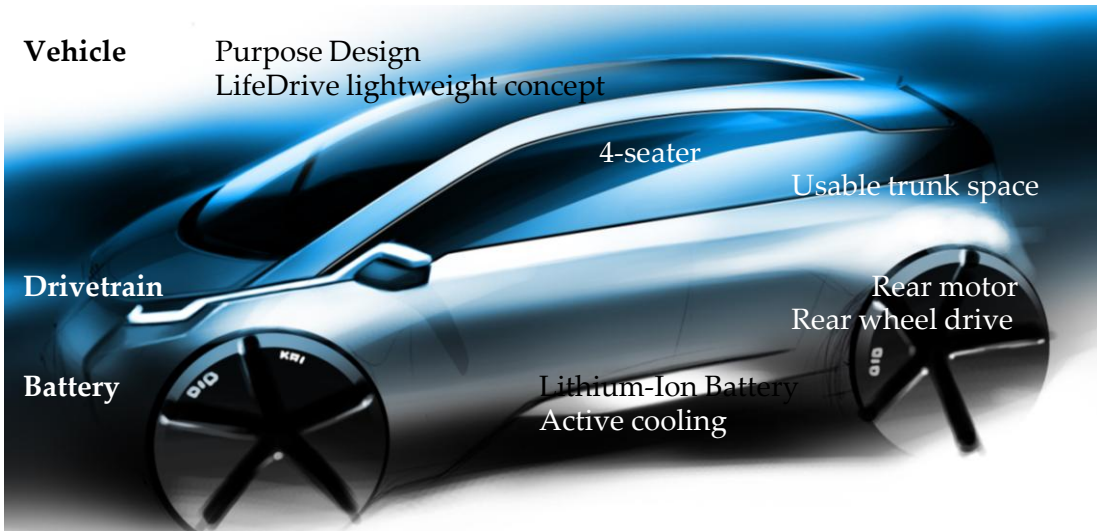 Vehicle Purpose Design
LifeDrive lightweight concept
4-seater
Usable trunk space
Drivetrain Rear motor
Rear wheel drive
Battery Lithium-Ion Battery
Active cooling